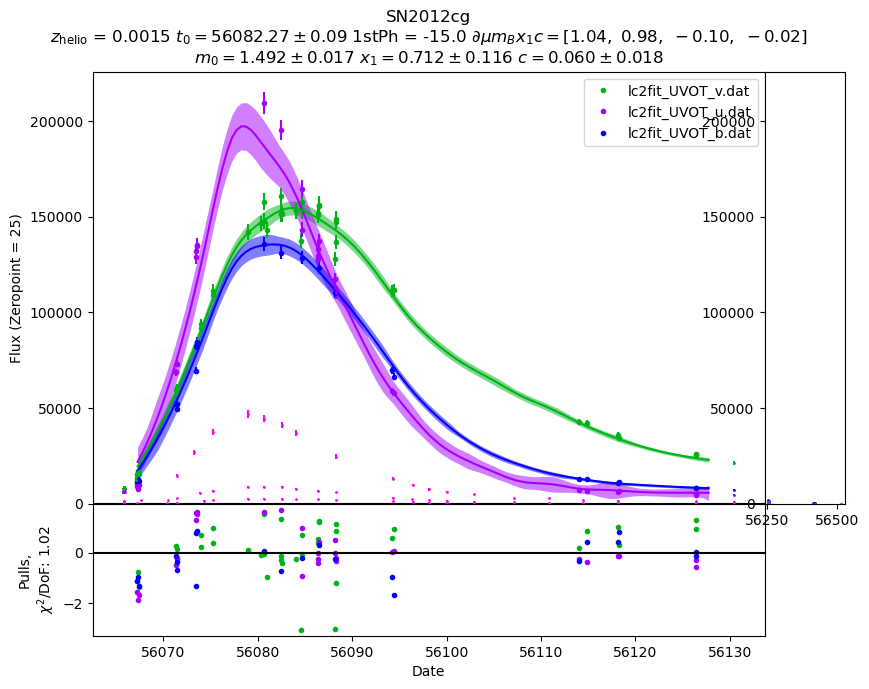 SN2012cg
z_helio = 0.0015 t_0 = 56082.27 ± 0.09 1stPh = -15.0 ∂μm_Bx_1c = [1.04, 0.98, −0.10, −0.02]
m_0 = 1.492 ± 0.017 x_1 = 0.712 ± 0.116 c = 0.060 ± 0.018
lc2fit_UVOT_v.dat
lc2fit_UVOT_u.dat
lc2fit_UVOT_b.dat
Flux (Zeropoint = 25)
200000
150000
100000
50000
0
200000
150000
100000
50000
0
56250
56500
Pulls,
χ²/DoF: 1.02
0
−2
56070
56080
56090
56100
56110
56120
56130
Date